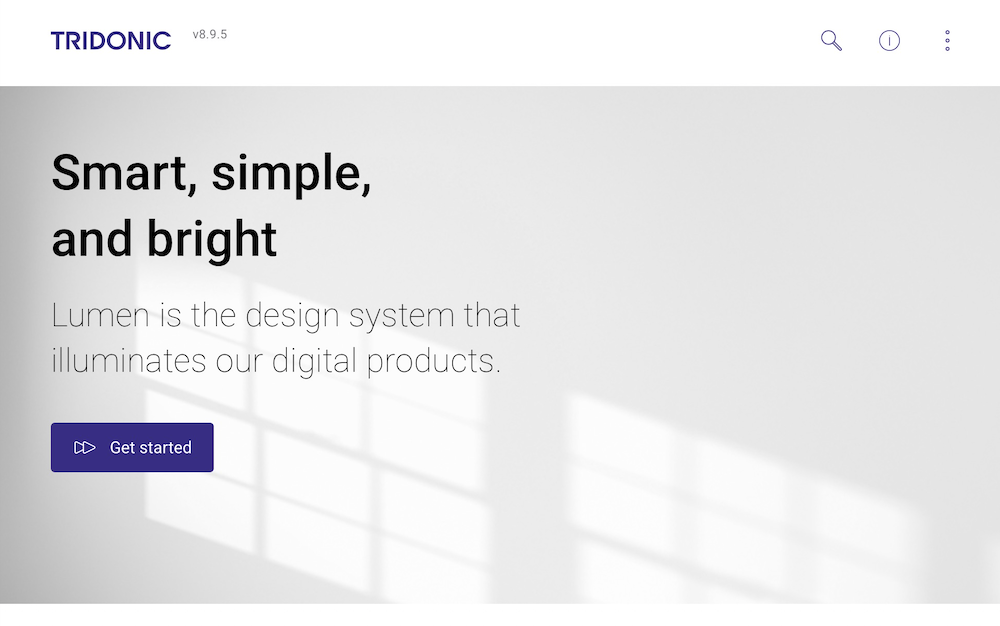 TRIDONIC v8.9.5
Smart, simple,
and bright
Lumen is the design system that
illuminates our digital products.
Get started